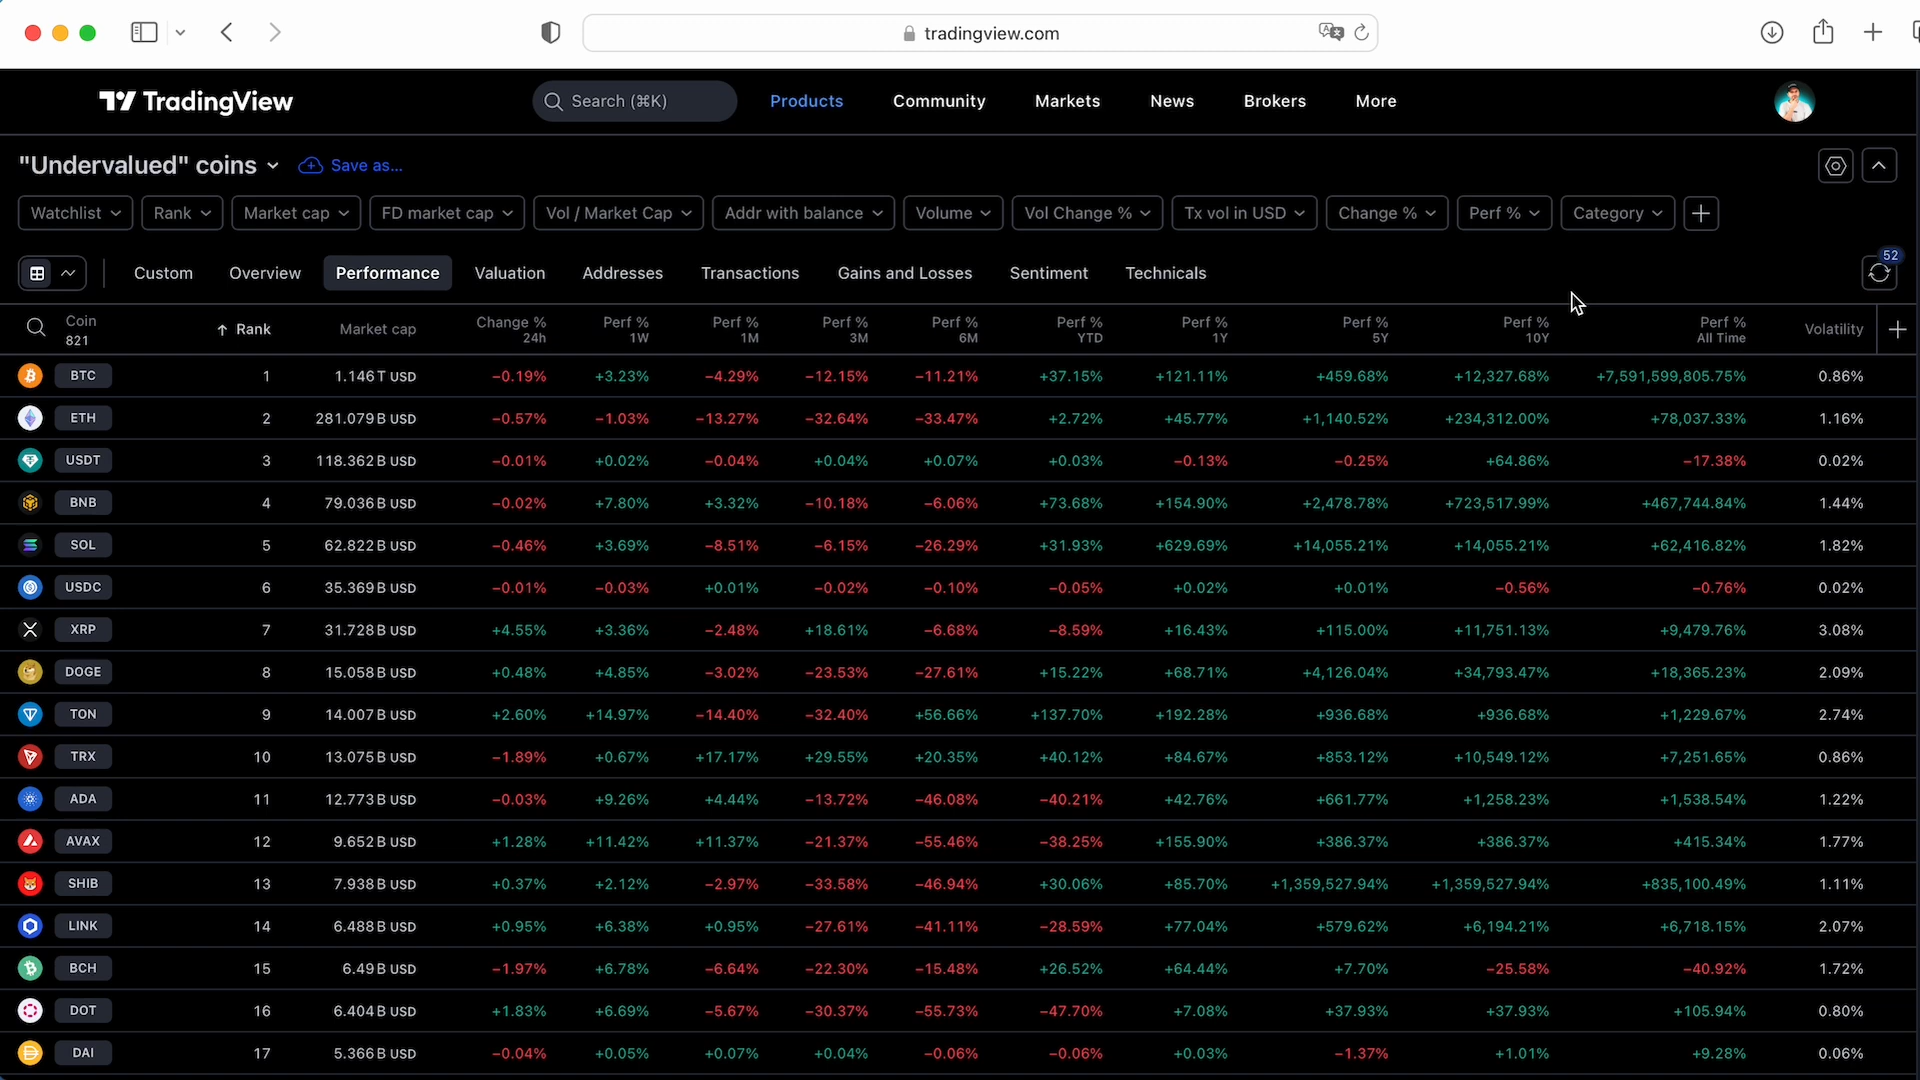 tradingview.com
TradingView
Search (⌘K)
Products
Community
Markets
News
Brokers
More
"Undervalued" coins
Save as...
Watchlist
Rank
Market cap
FD market cap
Vol / Market Cap
Addr with balance
Volume
Vol Change %
Tx vol in USD
Change %
Perf %
Category
Custom
Overview
Performance
Valuation
Addresses
Transactions
Gains and Losses
Sentiment
Technicals
52
Coin
821
↑ Rank
Market cap
Change %
24h
Perf %
1W
Perf %
1M
Perf %
3M
Perf %
6M
Perf %
YTD
Perf %
1Y
Perf %
5Y
Perf %
10Y
Perf %
All Time
Volatility
BTC 1 1.146 T USD −0.19% +3.23% −4.29% −12.15% −11.21% +37.15% +121.11% +459.68% +12,327.68% +7,591,599,805.75% 0.86%
ETH 2 281.079 B USD −0.57% −1.03% −13.27% −32.64% −33.47% +2.72% +45.77% +1,140.52% +234,312.00% +78,037.33% 1.16%
USDT 3 118.362 B USD −0.01% +0.02% −0.04% +0.04% +0.07% +0.03% −0.13% −0.25% +64.86% −17.38% 0.02%
BNB 4 79.036 B USD −0.02% +7.80% +3.32% −10.18% −6.06% +73.68% +154.90% +2,478.78% +723,517.99% +467,744.84% 1.44%
SOL 5 62.822 B USD −0.46% +3.69% −8.51% −6.15% −26.29% +31.93% +629.69% +14,055.21% +14,055.21% +62,416.82% 1.82%
USDC 6 35.369 B USD −0.01% −0.03% +0.01% −0.02% −0.10% −0.05% +0.02% +0.01% −0.56% −0.76% 0.02%
XRP 7 31.728 B USD +4.55% +3.36% −2.48% +18.61% −6.68% −8.59% +16.43% +115.00% +11,751.13% +9,479.76% 3.08%
DOGE 8 15.058 B USD +0.48% +4.85% −3.02% −23.53% −27.61% +15.22% +68.71% +4,126.04% +34,793.47% +18,365.23% 2.09%
TON 9 14.007 B USD +2.60% +14.97% −14.40% −32.40% +56.66% +137.70% +192.28% +936.68% +936.68% +1,229.67% 2.74%
TRX 10 13.075 B USD −1.89% +0.67% +17.17% +29.55% +20.35% +40.12% +84.67% +853.12% +10,549.12% +7,251.65% 0.86%
ADA 11 12.773 B USD −0.03% +9.26% +4.44% −13.72% −46.08% −40.21% +42.76% +661.77% +1,258.23% +1,538.54% 1.22%
AVAX 12 9.652 B USD +1.28% +11.42% +11.37% −21.37% −55.46% −38.25% +155.90% +386.37% +386.37% +415.34% 1.77%
SHIB 13 7.938 B USD +0.37% +2.12% −2.97% −33.58% −46.94% +30.06% +85.70% +1,359,527.94% +1,359,527.94% +835,100.49% 1.11%
LINK 14 6.488 B USD +0.95% +6.38% +0.95% −27.61% −41.11% −28.59% +77.04% +579.62% +6,194.21% +6,718.15% 2.07%
BCH 15 6.49 B USD −1.97% +6.78% −6.64% −22.30% −15.48% +26.52% +64.44% +7.70% −25.58% −40.92% 1.72%
DOT 16 6.404 B USD +1.83% +6.69% −5.67% −30.37% −55.73% −47.70% +7.08% +37.93% +37.93% +105.94% 0.80%
DAI 17 5.366 B USD −0.04% +0.05% +0.07% +0.04% −0.06% −0.06% +0.03% −1.37% +1.01% +9.28% 0.06%